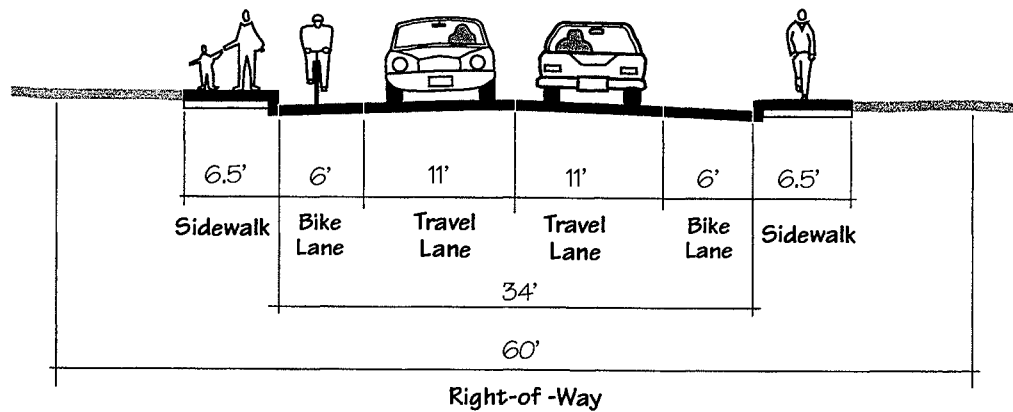 6.5' 6' 11' 11' 6' 6.5'
Sidewalk Bike Lane Travel Lane Travel Lane Bike Lane Sidewalk
34'
60'
Right-of -Way